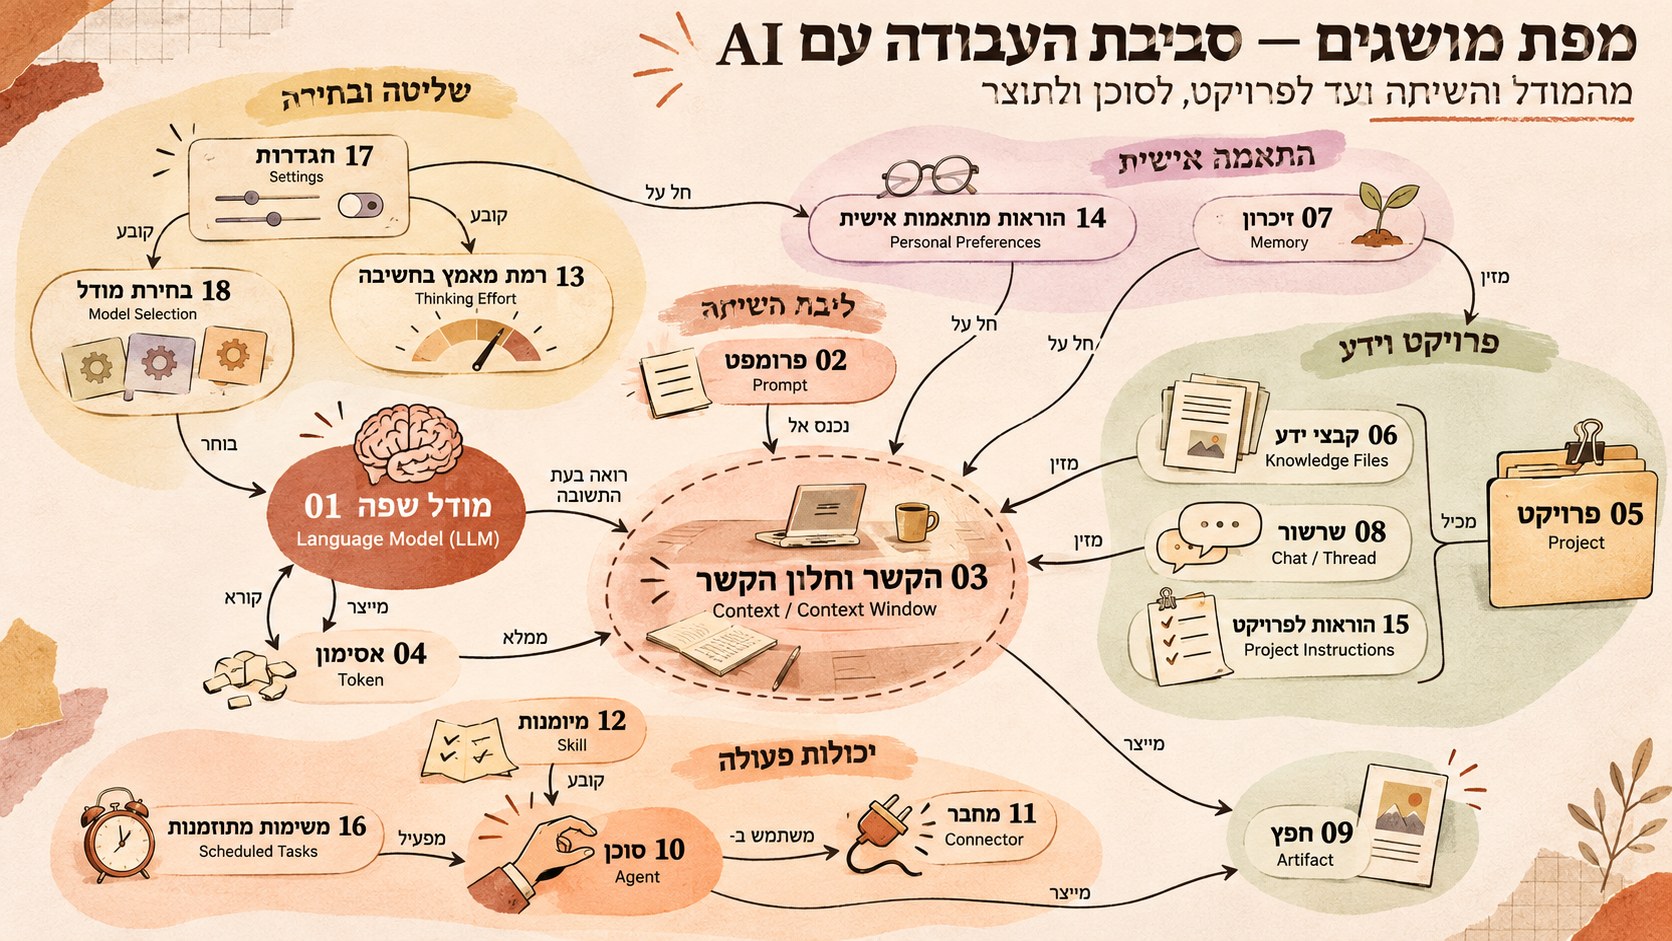 מפת מושגים – סביבת העבודה עם AI
מהמודל והשיתה ועד לפרויקט, לסוכן ולתוצר
שליטה ובחירה
17 הגדרות
Settings
קובע
קובע
חל על
18 בחירת מודל
Model Selection
13 רמת מאמץ בחשיבה
Thinking Effort
בוחר
התאמה אישית
14 הוראות מותאמות אישית
Personal Preferences
07 זיכרון
Memory
חל על
חל על
מזין
ליבת השיתה
02 פרומפט
Prompt
נכנס אל
01 מודל שפה
Language Model (LLM)
רואה בעת
התשובה
קורא
מייצר
04 אסימון
Token
ממלא
03 הקשר וחלון הקשר
Context / Context Window
פרויקט וידע
06 קבצי ידע
Knowledge Files
מזין
08 שרשור
Chat / Thread
מזין
15 הוראות לפרויקט
Project Instructions
מכיל
05 פרויקט
Project
מייצר
יכולות פעולה
12 מיומנות
Skill
קובע
16 משימות מתוזמנות
Scheduled Tasks
מפעיל
10 סוכן
Agent
משתמש ב-
11 מחבר
Connector
מייצר
09 חפץ
Artifact